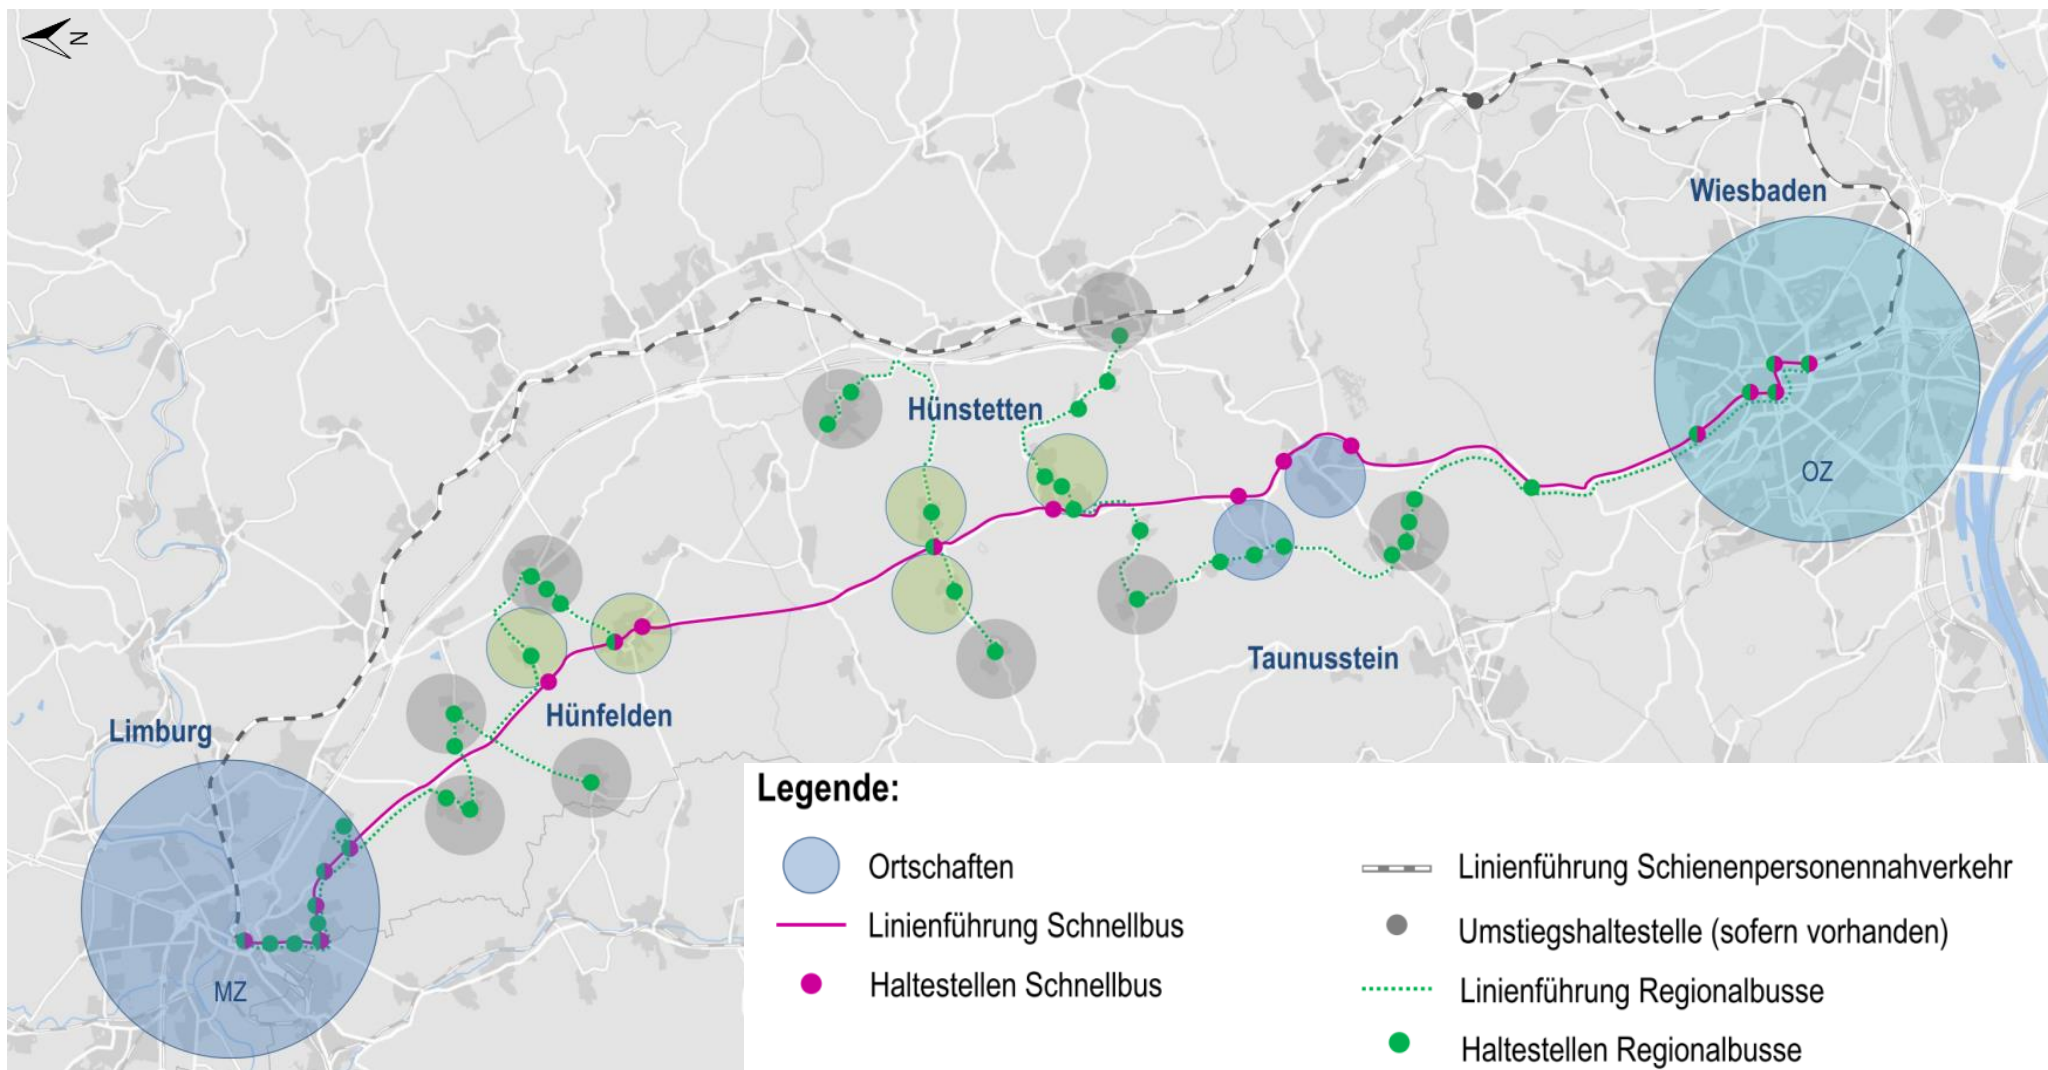 N
Wiesbaden
Hünstetten
OZ
Taunusstein
Hünfelden
Limburg
MZ
Legende:
Ortschaften
Linienführung Schnellbus
Haltestellen Schnellbus
Linienführung Schienenpersonennahverkehr
Umstiegshaltestelle (sofern vorhanden)
Linienführung Regionalbusse
Haltestellen Regionalbusse